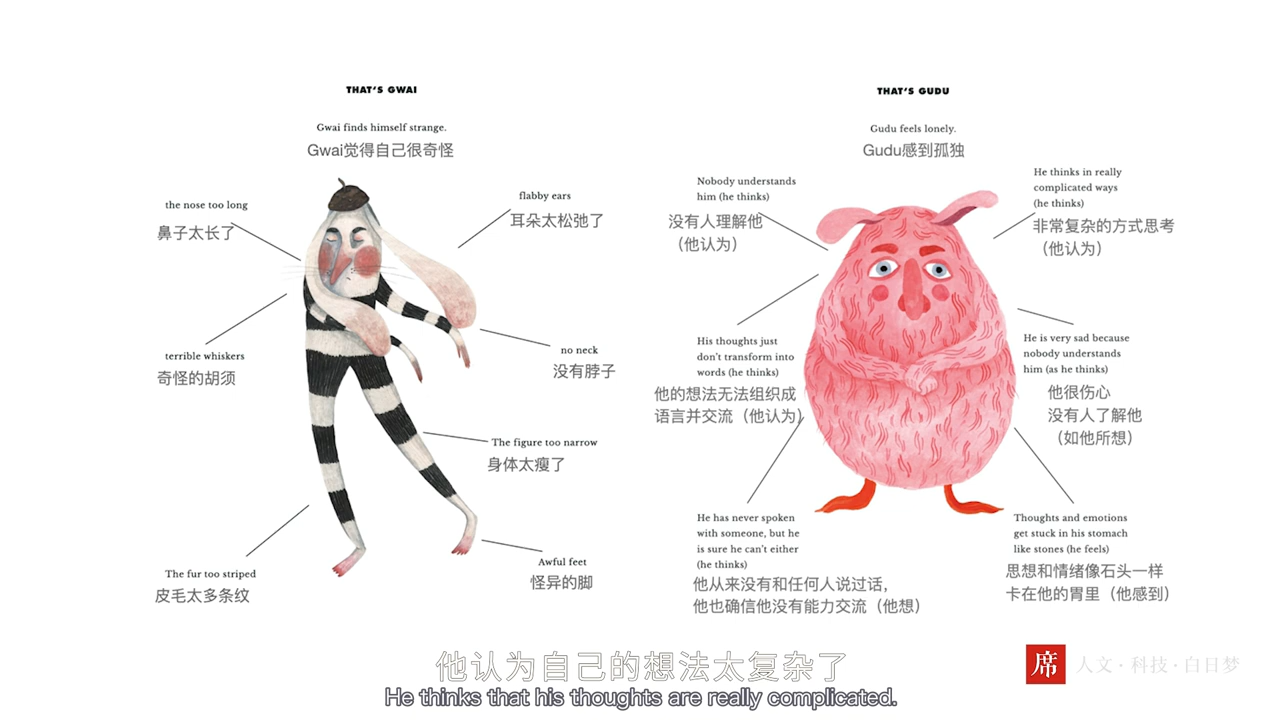 THAT'S GWAI
Gwai finds himself strange.
Gwai觉得自己很奇怪
the nose too long
鼻子太长了
flabby ears
耳朵太松弛了
terrible whiskers
奇怪的胡须
no neck
没有脖子
The figure too narrow
身体太瘦了
The fur too striped
皮毛太多条纹
Awful feet
怪异的脚
THAT'S GUDU
Gudu feels lonely.
Gudu感到孤独
Nobody understands
him (he thinks)
没有人理解他
（他认为）
He thinks in really
complicated ways
(he thinks)
非常复杂的方式思考
（他认为）
His thoughts just
don't transform into
words (he thinks)
他的想法无法组织成
语言并交流（他认为）
He is very sad because
nobody understands
him (as he thinks)
他很伤心
没有人了解他
（如他所想）
He has never spoken
with someone, but he
is sure he can't either
(he thinks)
他从来没有和任何人说过话，
他也确信他没有能力交流（他想）
Thoughts and emotions
get stuck in his stomach
like stones (he feels)
思想和情绪像石头一样
卡在他的胃里（他感到）
他认为自己的想法太复杂了
He thinks that his thoughts are really complicated.
席 人文·科技·白日梦